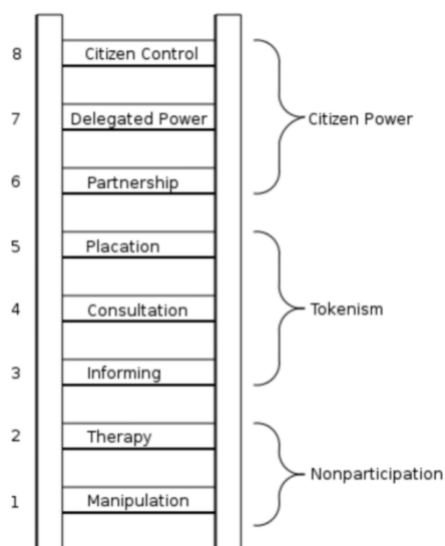 8 Citizen Control
7 Delegated Power Citizen Power
6 Partnership
5 Placation
4 Consultation Tokenism
3 Informing
2 Therapy
Nonparticipation
1 Manipulation